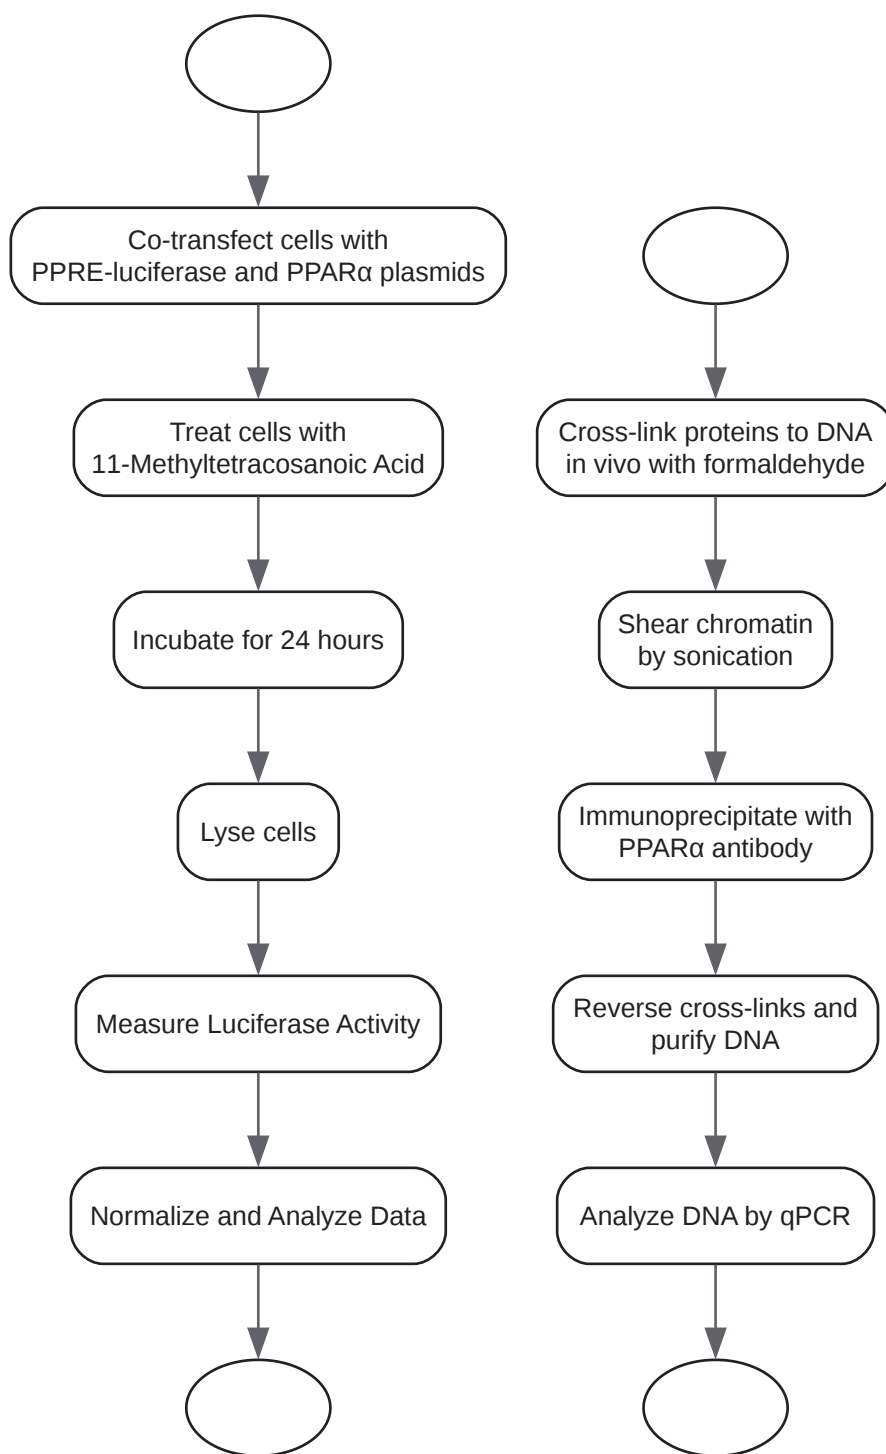 Co-transfect cells with
PPRE-luciferase and PPARα plasmids
Treat cells with
11-Methyltetracosanoic Acid
Incubate for 24 hours
Lyse cells
Measure Luciferase Activity
Normalize and Analyze Data
Cross-link proteins to DNA
in vivo with formaldehyde
Shear chromatin
by sonication
Immunoprecipitate with
PPARα antibody
Reverse cross-links and
purify DNA
Analyze DNA by qPCR